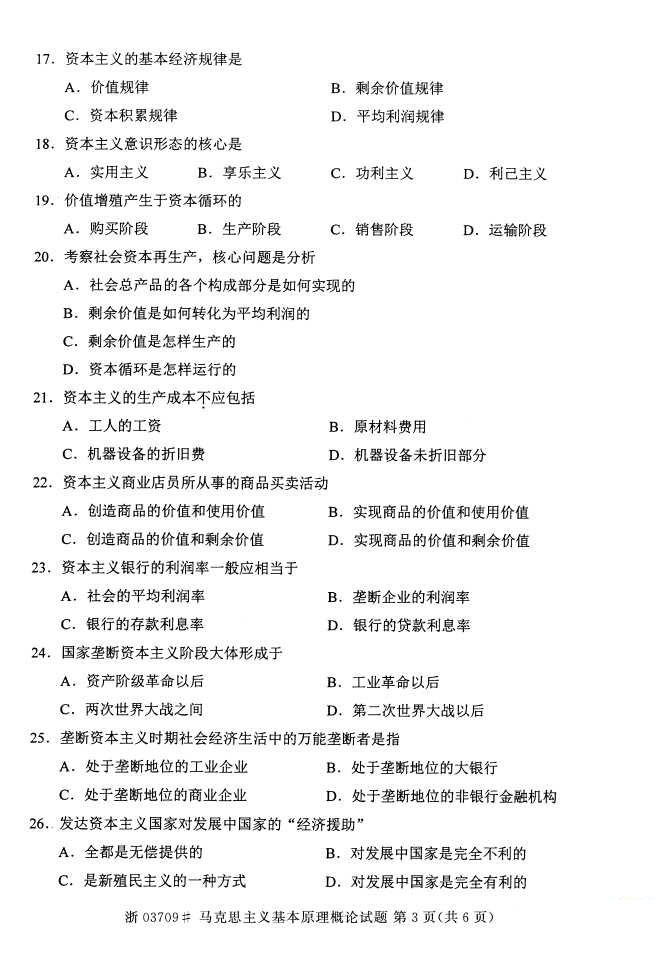 17．资本主义的基本经济规律是
A．价值规律 B．剩余价值规律
C．资本积累规律 D．平均利润规律
18．资本主义意识形态的核心是
A．实用主义 B．享乐主义 C．功利主义 D．利己主义
19．价值增殖产生于资本循环的
A．购买阶段 B．生产阶段 C．销售阶段 D．运输阶段
20．考察社会资本再生产，核心问题是分析
A．社会总产品的各个构成部分是如何实现的
B．剩余价值是如何转化为平均利润的
C．剩余价值是怎样生产的
D．资本循环是怎样运行的
21．资本主义的生产成本不应包括
A．工人的工资 B．原材料费用
C．机器设备的折旧费 D．机器设备未折旧部分
22．资本主义商业店员所从事的商品买卖活动
A．创造商品的价值和使用价值 B．实现商品的价值和使用价值
C．创造商品的价值和剩余价值 D．实现商品的价值和剩余价值
23．资本主义银行的利润率一般应相当于
A．社会的平均利润率 B．垄断企业的利润率
C．银行的存款利息率 D．银行的贷款利息率
24．国家垄断资本主义阶段大体形成于
A．资产阶级革命以后 B．工业革命以后
C．两次世界大战之间 D．第二次世界大战以后
25．垄断资本主义时期社会经济生活中的万能垄断者是指
A．处于垄断地位的工业企业 B．处于垄断地位的大银行
C．处于垄断地位的商业企业 D．处于垄断地位的非银行金融机构
26．发达资本主义国家对发展中国家的“经济援助”
A．全都是无偿提供的 B．对发展中国家是完全不利的
C．是新殖民主义的一种方式 D．对发展中国家是完全有利的
浙 03709# 马克思主义基本原理概论试题 第 3 页(共 6 页)